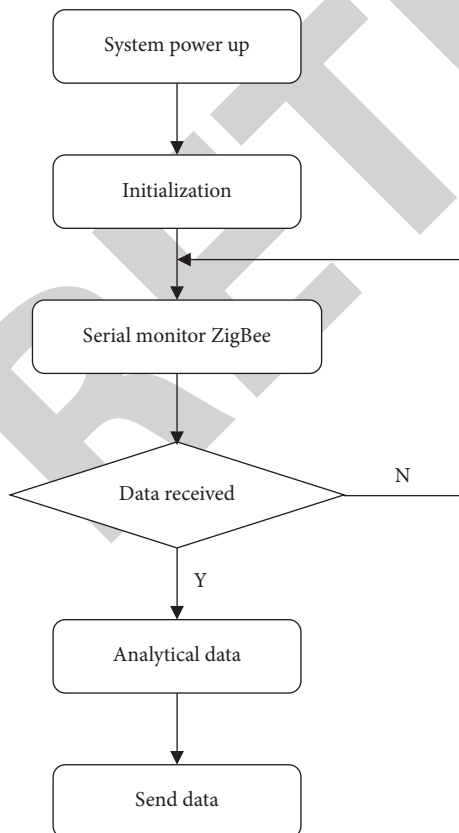 System power up
Initialization
Serial monitor ZigBee
Data received
N
Y
Analytical data
Send data